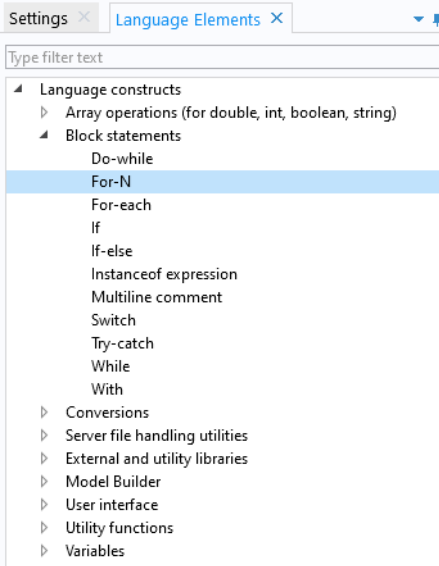 Settings
Language Elements
Type filter text
Language constructs
Array operations (for double, int, boolean, string)
Block statements
Do-while
For-N
For-each
If
If-else
Instanceof expression
Multiline comment
Switch
Try-catch
While
With
Conversions
Server file handling utilities
External and utility libraries
Model Builder
User interface
Utility functions
Variables